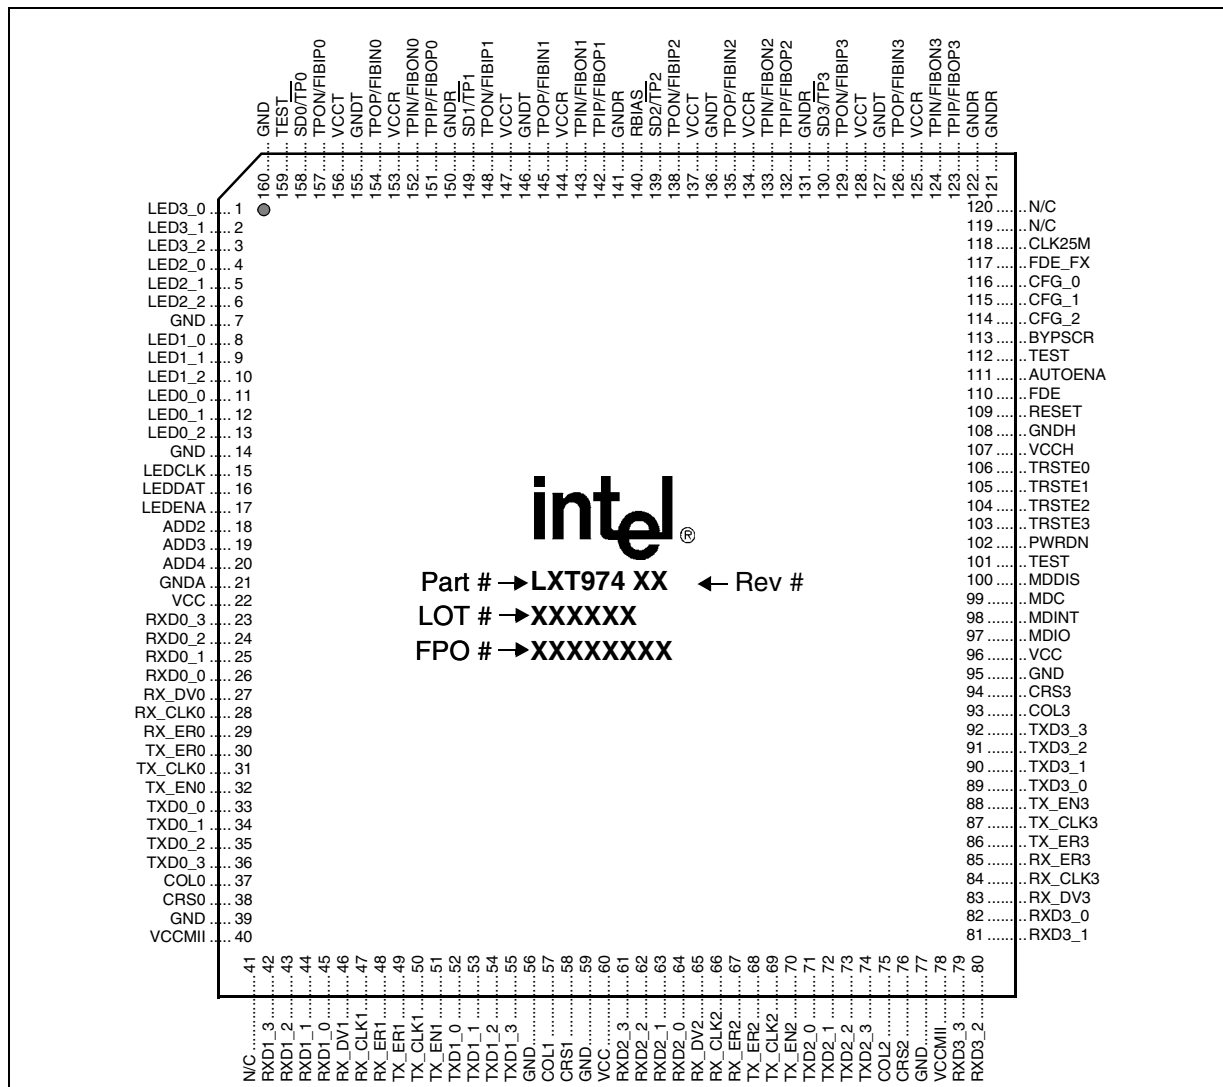 160 GND
159 TEST
158 SD0/TP0
157 TPON/FIBIP0
156 VCCT
155 GNDT
154 TPOP/FIBIN0
153 VCCR
152 TPIN/FIBON0
151 TPIP/FIBOP0
150 GNDR
149 SD1/TP1
148 TPON/FIBIP1
147 VCCT
146 GNDT
145 TPOP/FIBIN1
144 VCCR
143 TPIN/FIBON1
142 TPIP/FIBOP1
141 GNDR
140 RBIAS
139 SD2/TP2
138 TPON/FIBIP2
137 VCCT
136 GNDT
135 TPOP/FIBIN2
134 VCCR
133 TPIN/FIBON2
132 TPIP/FIBOP2
131 GNDR
130 SD3/TP3
129 TPON/FIBIP3
128 VCCT
127 GNDT
126 TPOP/FIBIN3
125 VCCR
124 TPIN/FIBON3
123 TPIP/FIBOP3
122 GNDR
121 GNDR
LED3_0 ..... 1
LED3_1 ..... 2
LED3_2 ..... 3
LED2_0 ..... 4
LED2_1 ..... 5
LED2_2 ..... 6
GND ..... 7
LED1_0 ..... 8
LED1_1 ..... 9
LED1_2 ..... 10
LED0_0 ..... 11
LED0_1 ..... 12
LED0_2 ..... 13
GND ..... 14
LEDCLK ..... 15
LEDDAT ..... 16
LEDENA ..... 17
ADD2 ..... 18
ADD3 ..... 19
ADD4 ..... 20
GNDA ..... 21
VCC ..... 22
RXD0_3 ..... 23
RXD0_2 ..... 24
RXD0_1 ..... 25
RXD0_0 ..... 26
RX_DV0 ..... 27
RX_CLK0 ..... 28
RX_ER0 ..... 29
TX_ER0 ..... 30
TX_CLK0 ..... 31
TX_EN0 ..... 32
TXD0_0 ..... 33
TXD0_1 ..... 34
TXD0_2 ..... 35
TXD0_3 ..... 36
COL0 ..... 37
CRS0 ..... 38
GND ..... 39
VCCMII ..... 40
intel ®
Part # → LXT974 XX ← Rev #
LOT # → XXXXXX
FPO # → XXXXXXXX
120 ....... N/C
119 ....... N/C
118 ....... CLK25M
117 ....... FDE_FX
116 ....... CFG_0
115 ....... CFG_1
114 ....... CFG_2
113 ....... BYPSCR
112 ....... TEST
111 ....... AUTOENA
110 ....... FDE
109 ....... RESET
108 ....... GNDH
107 ....... VCCH
106 ....... TRSTE0
105 ....... TRSTE1
104 ....... TRSTE2
103 ....... TRSTE3
102 ....... PWRDN
101 ....... TEST
100 ....... MDDIS
99 ....... MDC
98 ....... MDINT
97 ....... MDIO
96 ....... VCC
95 ....... GND
94 ....... CRS3
93 ....... COL3
92 ....... TXD3_3
91 ....... TXD3_2
90 ....... TXD3_1
89 ....... TXD3_0
88 ....... TX_EN3
87 ....... TX_CLK3
86 ....... TX_ER3
85 ....... RX_ER3
84 ....... RX_CLK3
83 ....... RX_DV3
82 ....... RXD3_0
81 ....... RXD3_1
N/C 41
RXD1_3 42
RXD1_2 43
RXD1_1 44
RXD1_0 45
RX_DV1 46
RX_CLK1 47
RX_ER1 48
TX_ER1 49
TX_CLK1 50
TX_EN1 51
TXD1_0 52
TXD1_1 53
TXD1_2 54
TXD1_3 55
GND 56
COL1 57
CRS1 58
GND 59
VCC 60
RXD2_3 61
RXD2_2 62
RXD2_1 63
RXD2_0 64
RX_DV2 65
RX_CLK2 66
RX_ER2 67
TX_ER2 68
TX_CLK2 69
TX_EN2 70
TXD2_0 71
TXD2_1 72
TXD2_2 73
TXD2_3 74
COL2 75
CRS2 76
GND 77
VCCMII 78
RXD3_3 79
RXD3_2 80